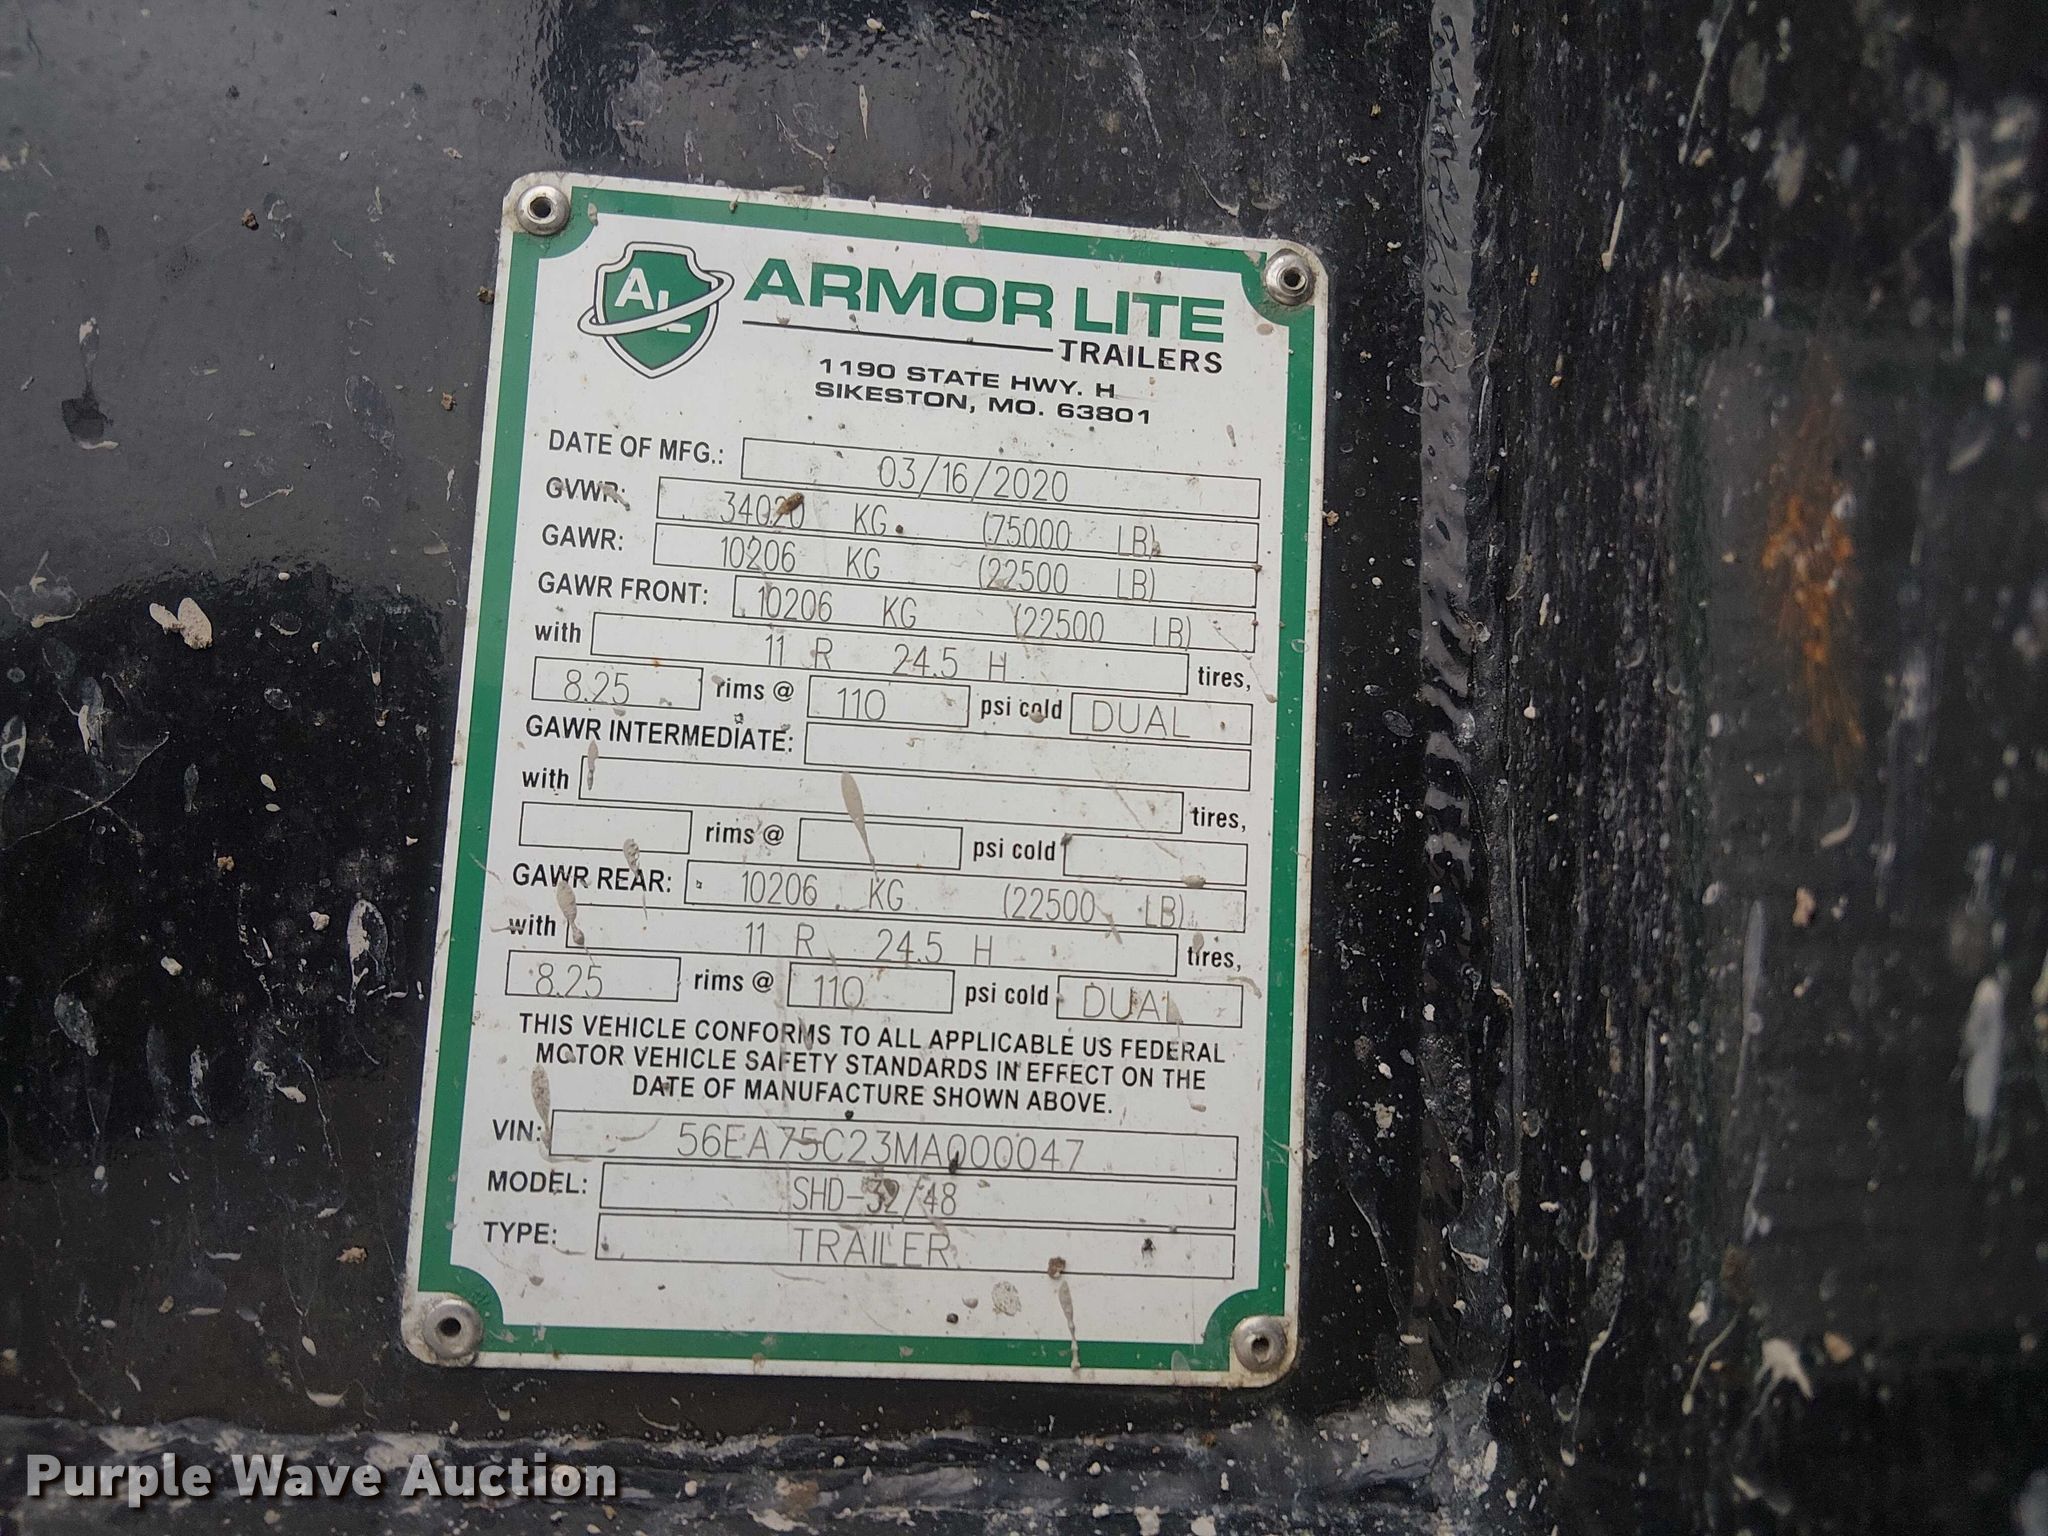 AL
ARMOR LITE
TRAILERS
1190 STATE HWY. H
SIKESTON, MO. 63801
DATE OF MFG.: 03/16/2020
GVWR: 34020 KG (75000 LB)
GAWR: 10206 KG (22500 LB)
GAWR FRONT: 10206 KG (22500 LB)
with 11 R 24.5 H tires,
8.25 rims @ 110 psi cold DUAL
GAWR INTERMEDIATE:
with tires,
rims @ psi cold
GAWR REAR: 10206 KG (22500 LB)
with 11 R 24.5 H tires,
8.25 rims @ 110 psi cold DUAL
THIS VEHICLE CONFORMS TO ALL APPLICABLE US FEDERAL
MOTOR VEHICLE SAFETY STANDARDS IN EFFECT ON THE
DATE OF MANUFACTURE SHOWN ABOVE.
VIN: 56EA75C23MA000047
MODEL: SHD-32/48
TYPE: TRAILER
Purple Wave Auction